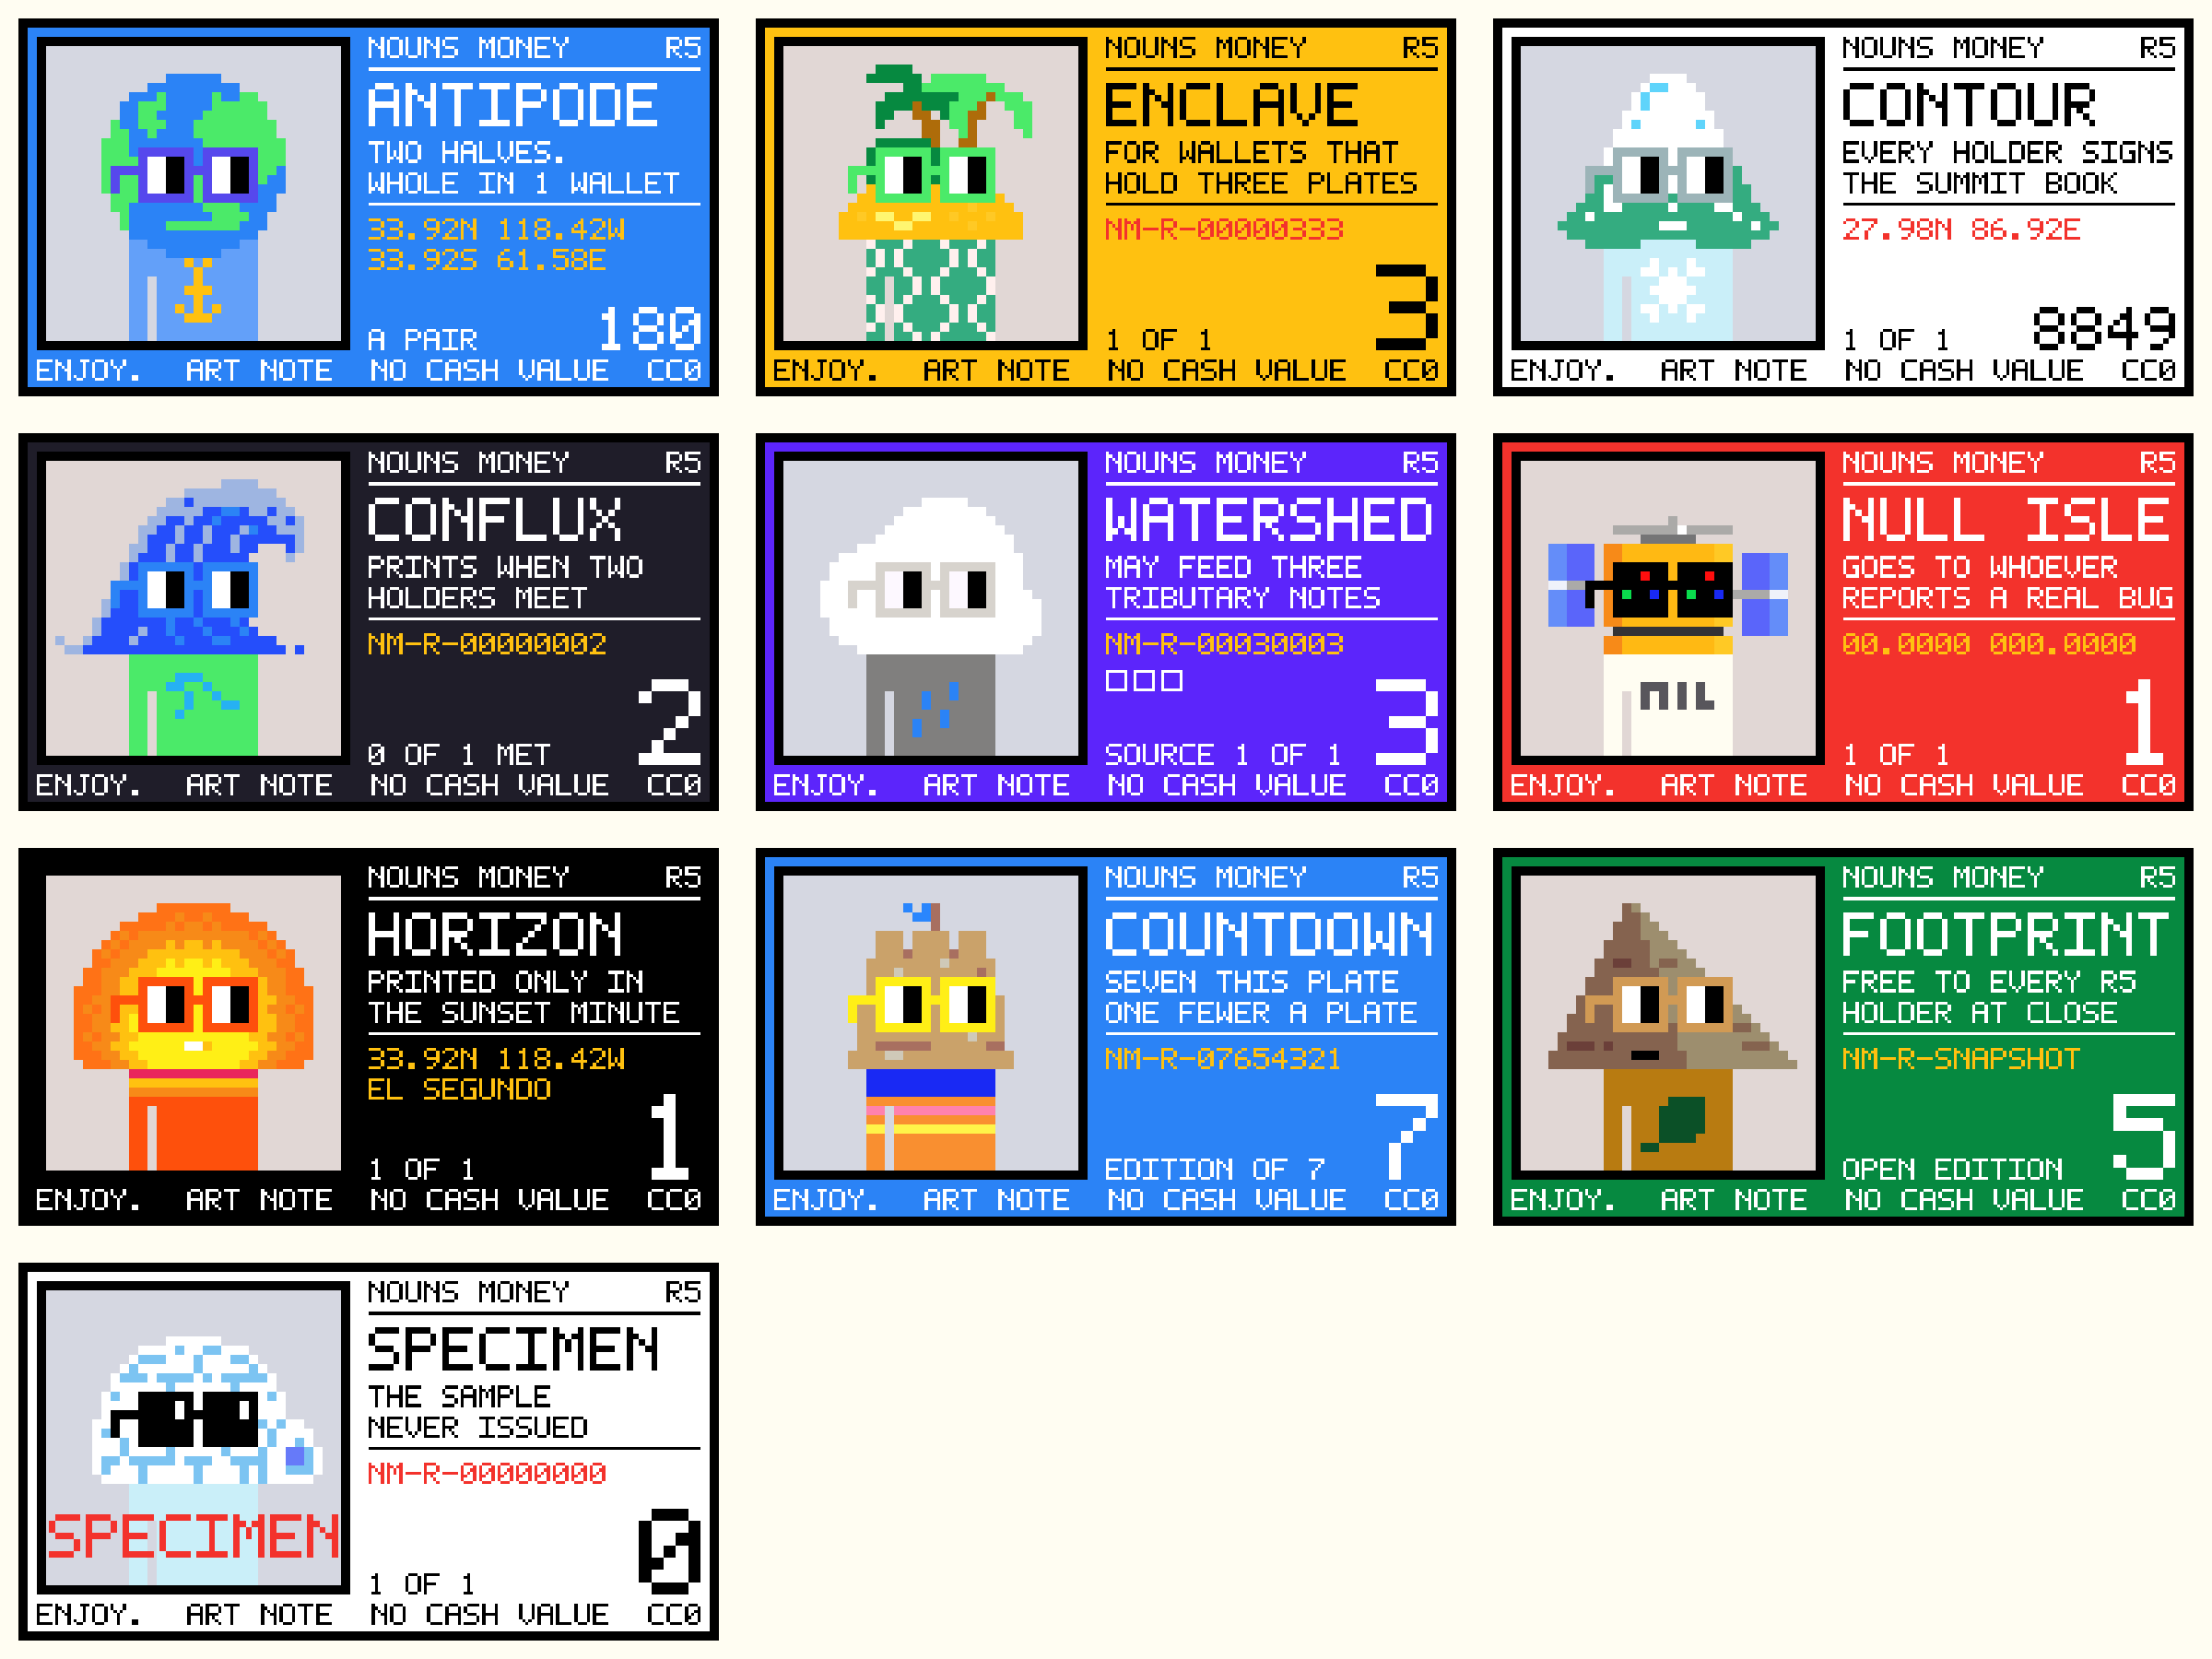 NOUNS MONEY R5
ANTIPODE
TWO HALVES.
WHOLE IN 1 WALLET
33.92N 118.42W
33.92S 61.58E
A PAIR 180
ENJOY. ART NOTE NO CASH VALUE CC0
NOUNS MONEY R5
ENCLAVE
FOR WALLETS THAT
HOLD THREE PLATES
NM-R-00000333
1 OF 1 3
ENJOY. ART NOTE NO CASH VALUE CC0
NOUNS MONEY R5
CONTOUR
EVERY HOLDER SIGNS
THE SUMMIT BOOK
27.98N 86.92E
1 OF 1 8849
ENJOY. ART NOTE NO CASH VALUE CC0
NOUNS MONEY R5
CONFLUX
PRINTS WHEN TWO
HOLDERS MEET
NM-R-00000002
0 OF 1 MET 2
ENJOY. ART NOTE NO CASH VALUE CC0
NOUNS MONEY R5
WATERSHED
MAY FEED THREE
TRIBUTARY NOTES
NM-R-00030003
SOURCE 1 OF 1 3
ENJOY. ART NOTE NO CASH VALUE CC0
NOUNS MONEY R5
NULL ISLE
GOES TO WHOEVER
REPORTS A REAL BUG
00.0000 000.0000
NIL
1 OF 1 1
ENJOY. ART NOTE NO CASH VALUE CC0
NOUNS MONEY R5
HORIZON
PRINTED ONLY IN
THE SUNSET MINUTE
33.92N 118.42W
EL SEGUNDO
1 OF 1 1
ENJOY. ART NOTE NO CASH VALUE CC0
NOUNS MONEY R5
COUNTDOWN
SEVEN THIS PLATE
ONE FEWER A PLATE
NM-R-07654321
EDITION OF 7 7
ENJOY. ART NOTE NO CASH VALUE CC0
NOUNS MONEY R5
FOOTPRINT
FREE TO EVERY R5
HOLDER AT CLOSE
NM-R-SNAPSHOT
OPEN EDITION 5
ENJOY. ART NOTE NO CASH VALUE CC0
NOUNS MONEY R5
SPECIMEN
THE SAMPLE
NEVER ISSUED
NM-R-00000000
SPECIMEN
1 OF 1 0
ENJOY. ART NOTE NO CASH VALUE CC0